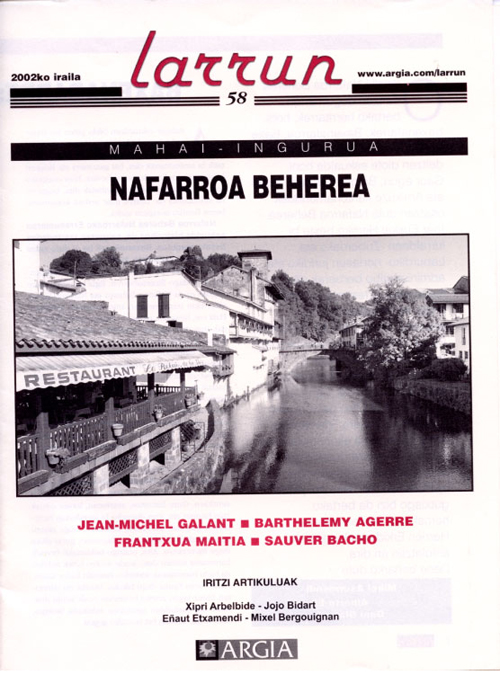 2002ko iraila
larrun
www.argia.com/larrun
58
MAHAI-INGURUA
NAFARROA BEHEREA
RESTAURANT
JEAN-MICHEL GALANT ■ BARTHELEMY AGERRE
FRANTXUA MAITIA ■ SAUVER BACHO
IRITZI ARTIKULUAK
Xipri Arbelbide - Jojo Bidart
Eñaut Etxamendi - Mixel Bergouignan
ARGIA